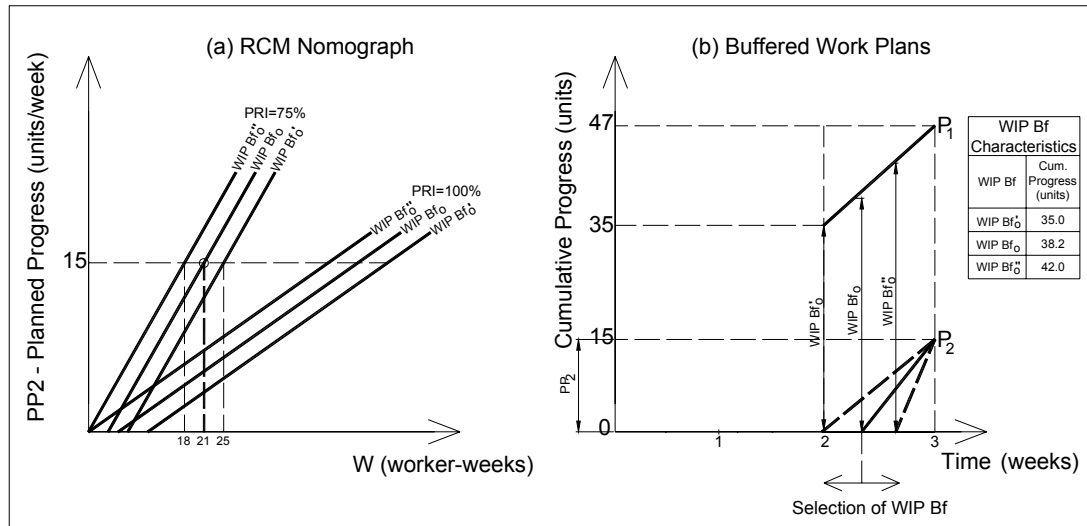 (a) RCM Nomograph
PP2 - Planned Progress (units/week)
15
PRI=75%
WIP Bf''o
WIP Bfo
WIP Bf'o
PRI=100%
WIP Bf''o
WIP Bfo
WIP Bf'o
18 21 25
W (worker-weeks)
(b) Buffered Work Plans
Cumulative Progress (units)
47
35
15
0
PP2
P1
P2
WIP Bf'o
WIP Bfo
WIP Bf''o
1 2 3
Time (weeks)
Selection of WIP Bf
WIP Bf
Characteristics
WIP Bf
Cum.
Progress
(units)
WIP Bf'o 35.0
WIP Bfo 38.2
WIP Bf''o 42.0